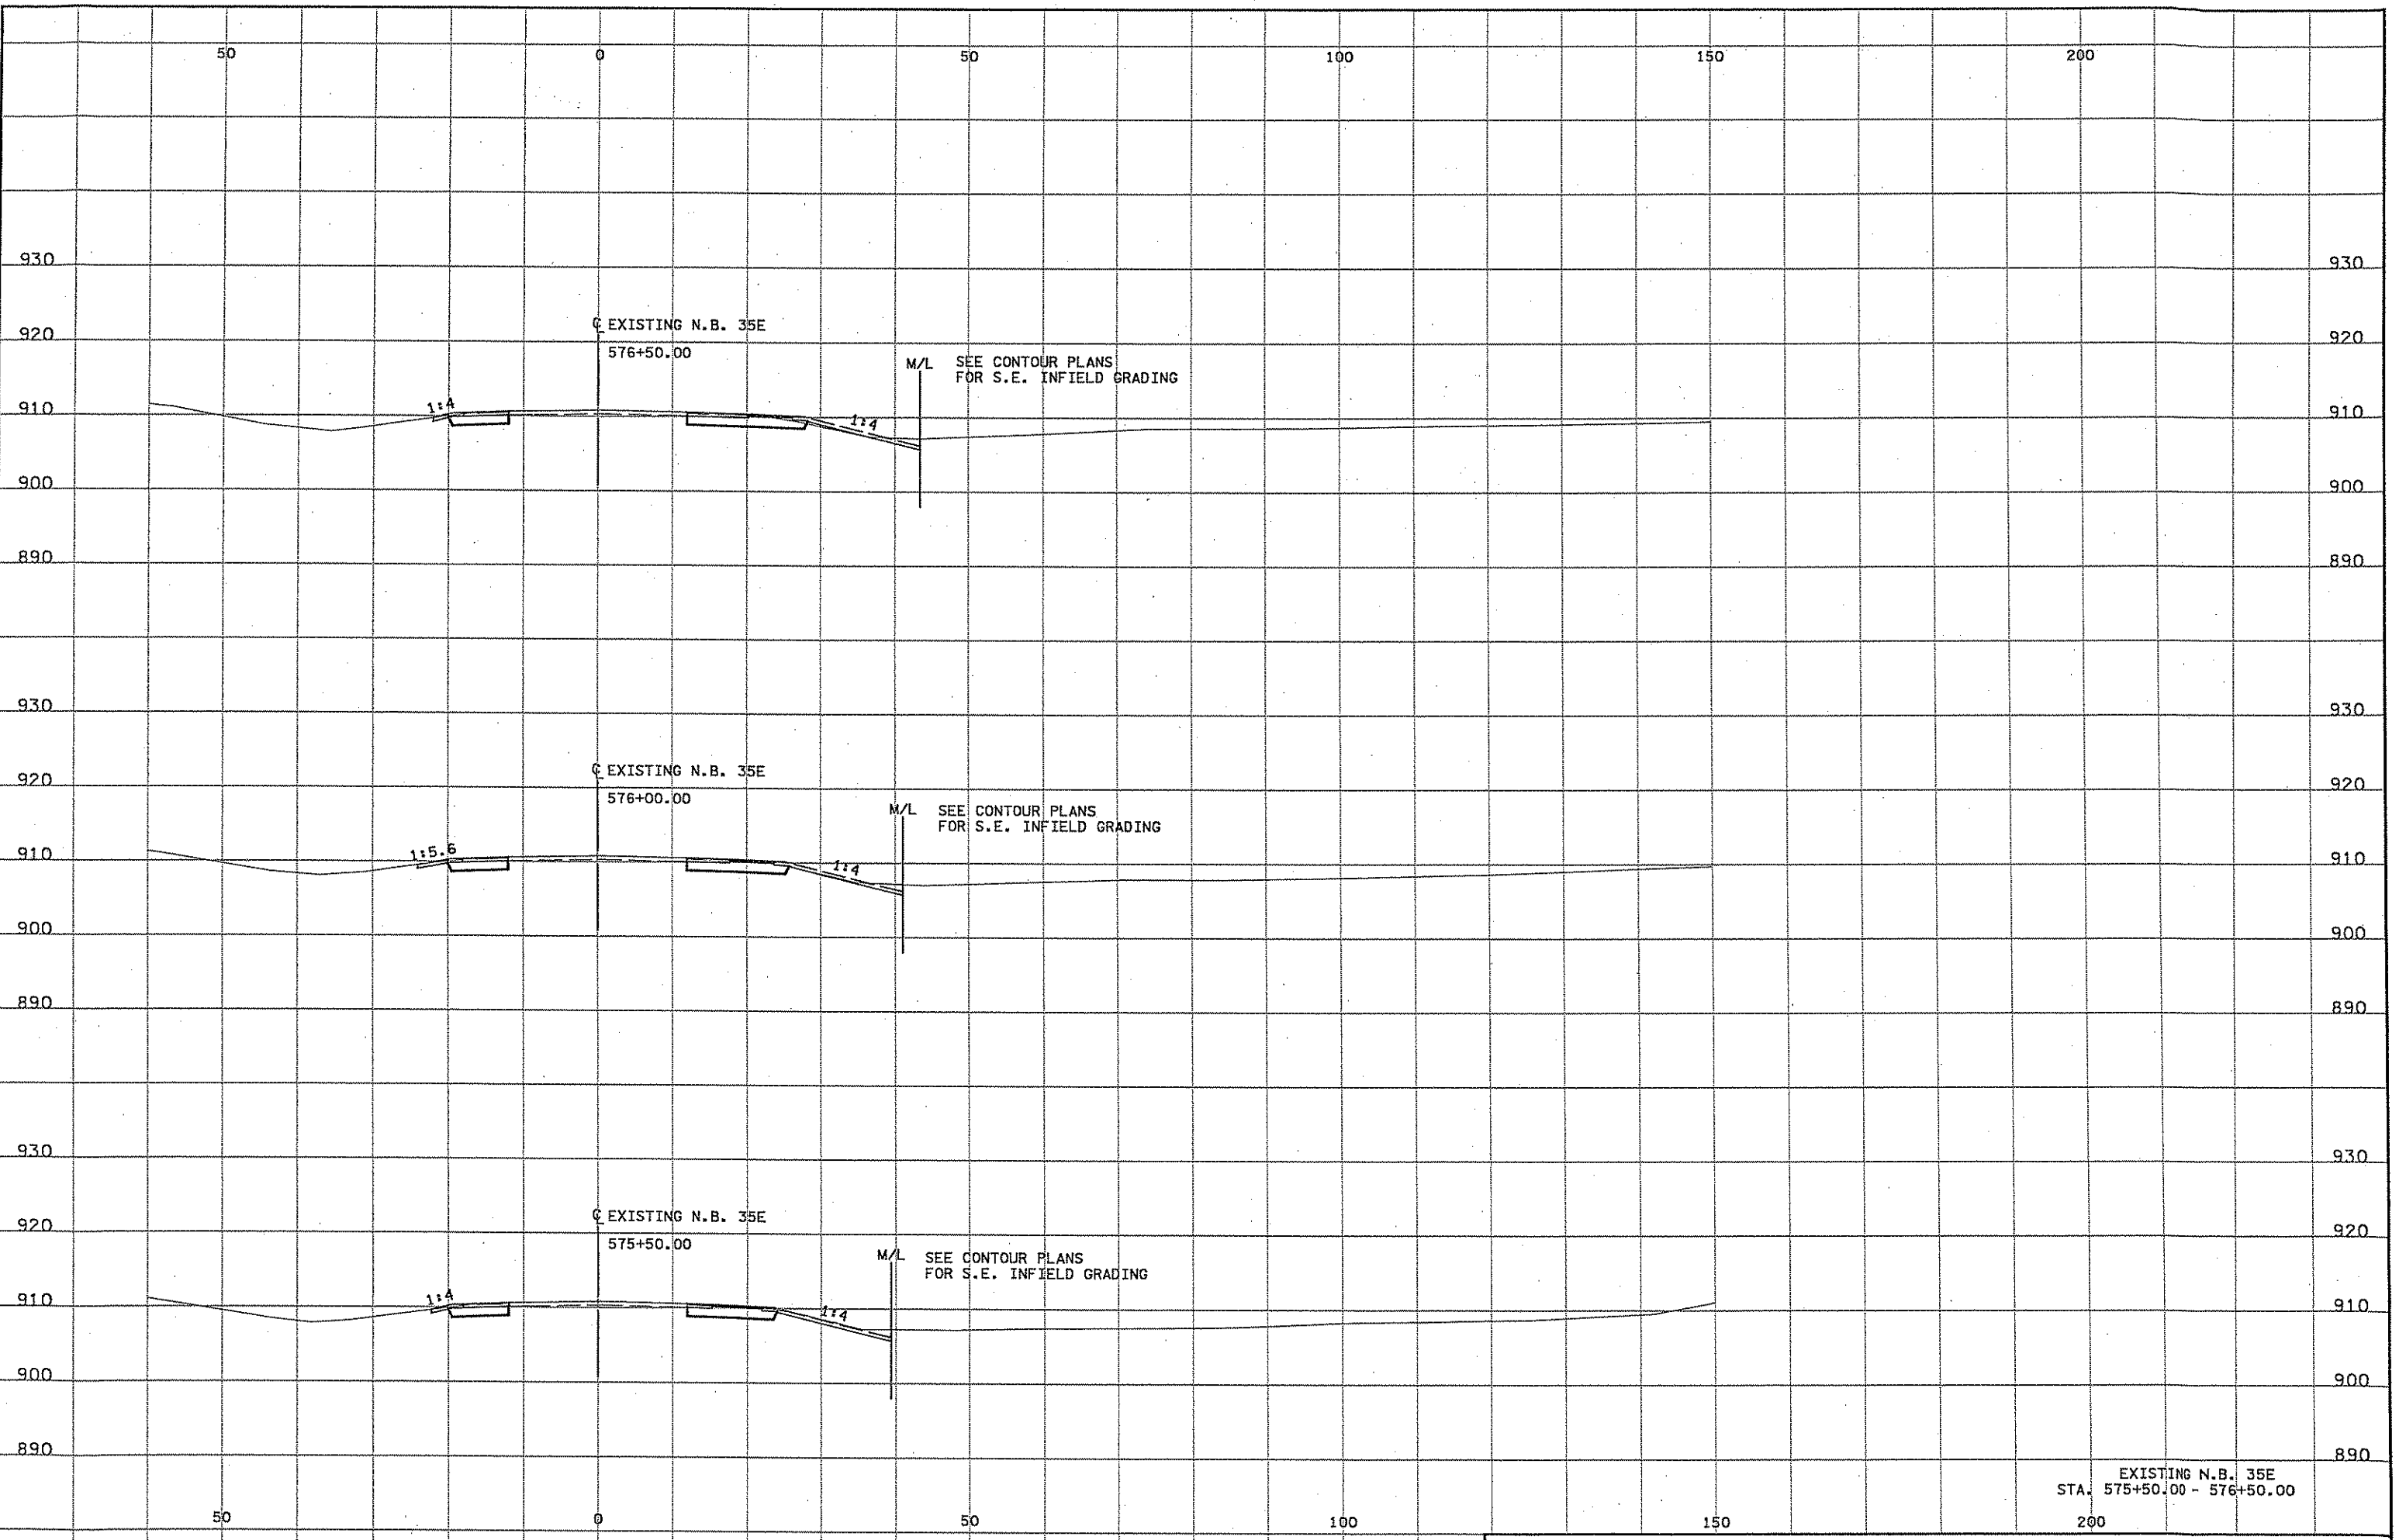 50 0 50 100 150 200
930 930
℄ EXISTING N.B. 35E
920 920
576+50.00
M/L SEE CONTOUR PLANS
FOR S.E. INFIELD GRADING
1:4
910 1:4 910
900 900
890 890
930 930
℄ EXISTING N.B. 35E
920 920
576+00.00
M/L SEE CONTOUR PLANS
FOR S.E. INFIELD GRADING
1:5.6
910 1:4 910
900 900
890 890
930 930
℄ EXISTING N.B. 35E
920 920
575+50.00
M/L SEE CONTOUR PLANS
FOR S.E. INFIELD GRADING
1:4
910 1:4 910
900 900
890 890
EXISTING N.B. 35E
STA. 575+50.00 - 576+50.00
50 0 50 100 150 200